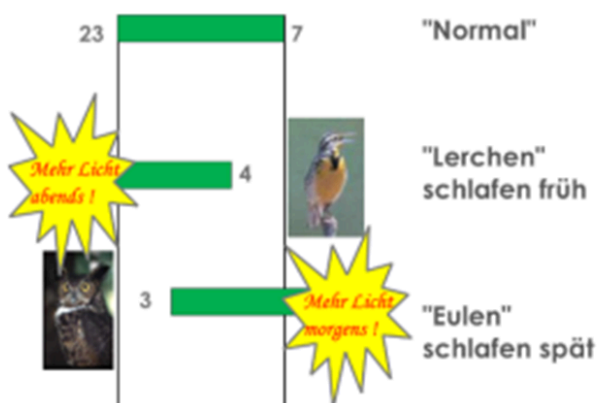 23
7
"Normal"
Mehr Licht
abends !
4
"Lerchen"
schlafen früh
3
Mehr Licht
morgens !
"Eulen"
schlafen spät